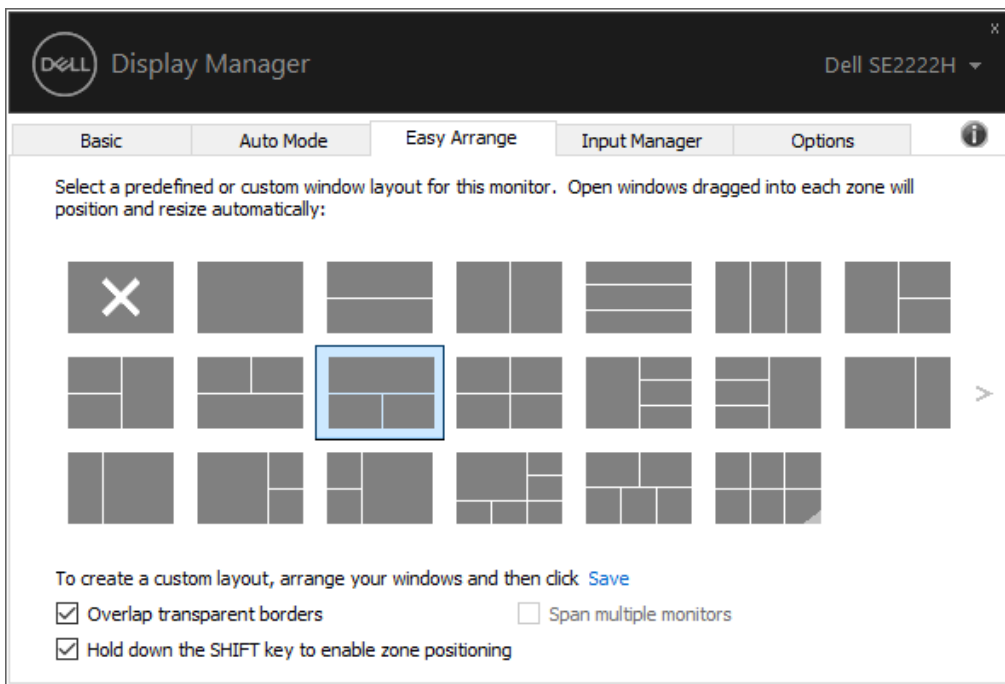 x
DELL Display Manager Dell SE2222H
Basic Auto Mode Easy Arrange Input Manager Options
Select a predefined or custom window layout for this monitor. Open windows dragged into each zone will
position and resize automatically:
>
To create a custom layout, arrange your windows and then click Save
Overlap transparent borders Span multiple monitors
Hold down the SHIFT key to enable zone positioning